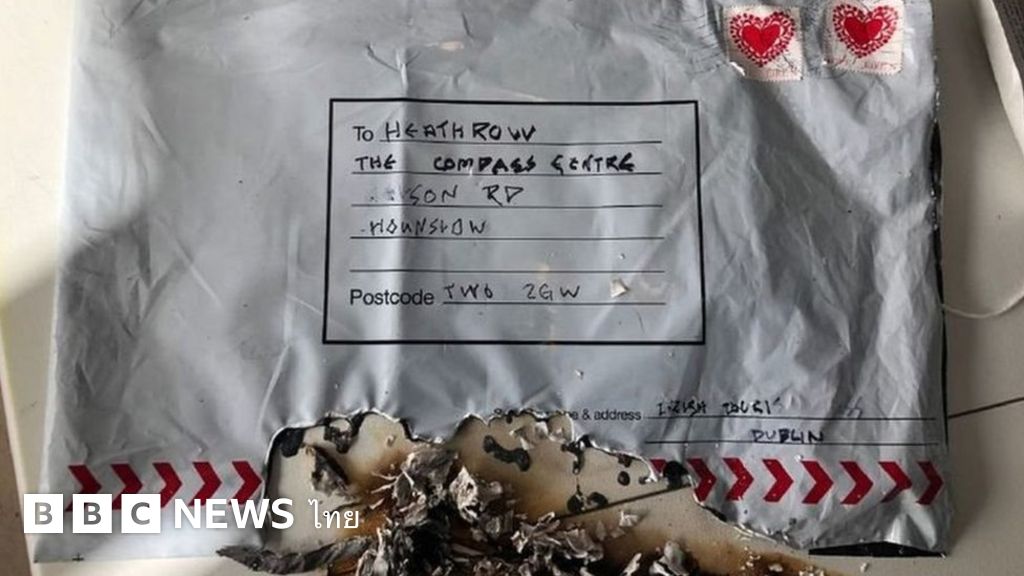 To HEATHROW
THE COMPASS CENTRE
SON RD
HOUNSLOW
Postcode TW6 2GW
& address IRISH
DUBLIN
BBC NEWS ไทย